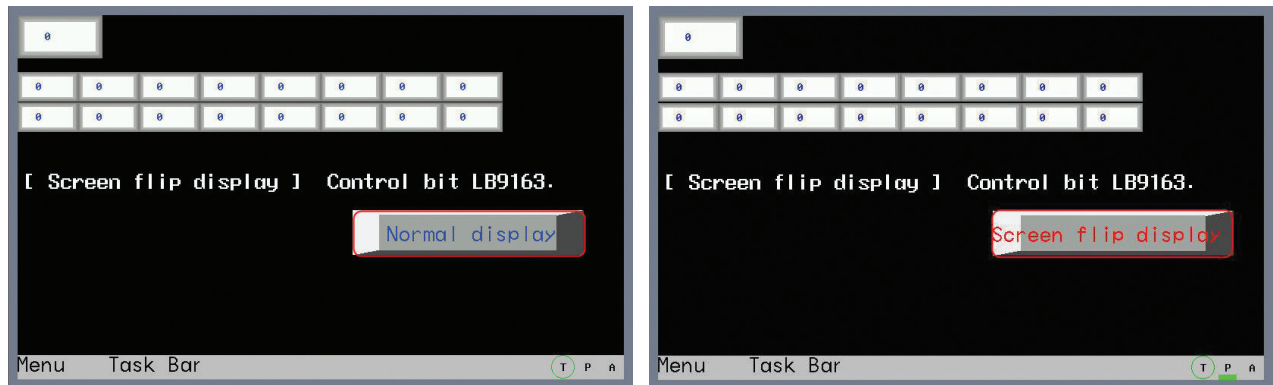 0
0 0 0 0 0 0 0 0
0 0 0 0 0 0 0 0
[ Screen flip display ] Control bit LB9163.
Normal display
Menu Task Bar T P A
0
0 0 0 0 0 0 0 0
0 0 0 0 0 0 0 0
[ Screen flip display ] Control bit LB9163.
Screen flip display
Menu Task Bar T P A